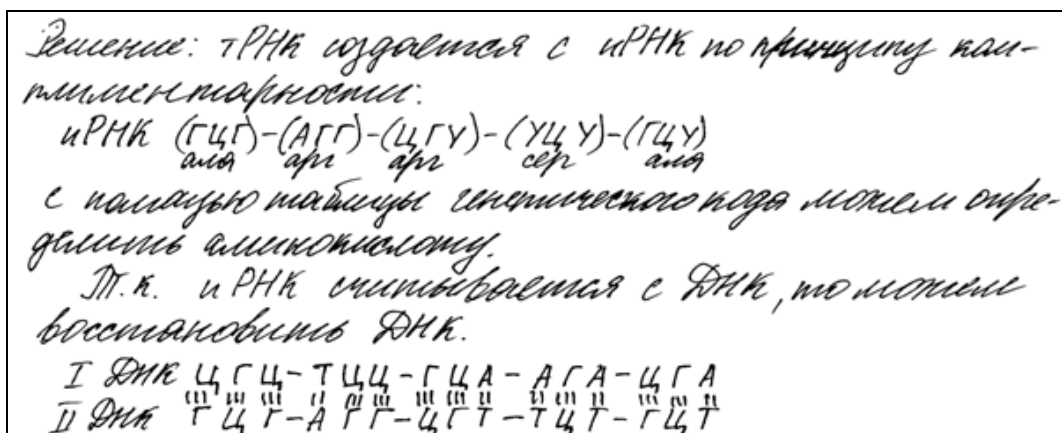 Решение: тРНК создается с иРНК по принципу ком-
плиментарности:
иРНК (ГЦГ)-(АГГ)-(ЦГУ)-(УЦУ)-(ГЦУ)
ала арг арг сер ала
с помощью таблицы генетического кода можем опре-
делить аминокислоту.
Т.к. иРНК считывается с ДНК, то можем
восстановить ДНК.
I ДНК ЦГЦ-ТЦЦ-ГЦА-АГА-ЦГА
II ДНК ГЦГ-АГГ-ЦГТ-ТЦТ-ГЦТ